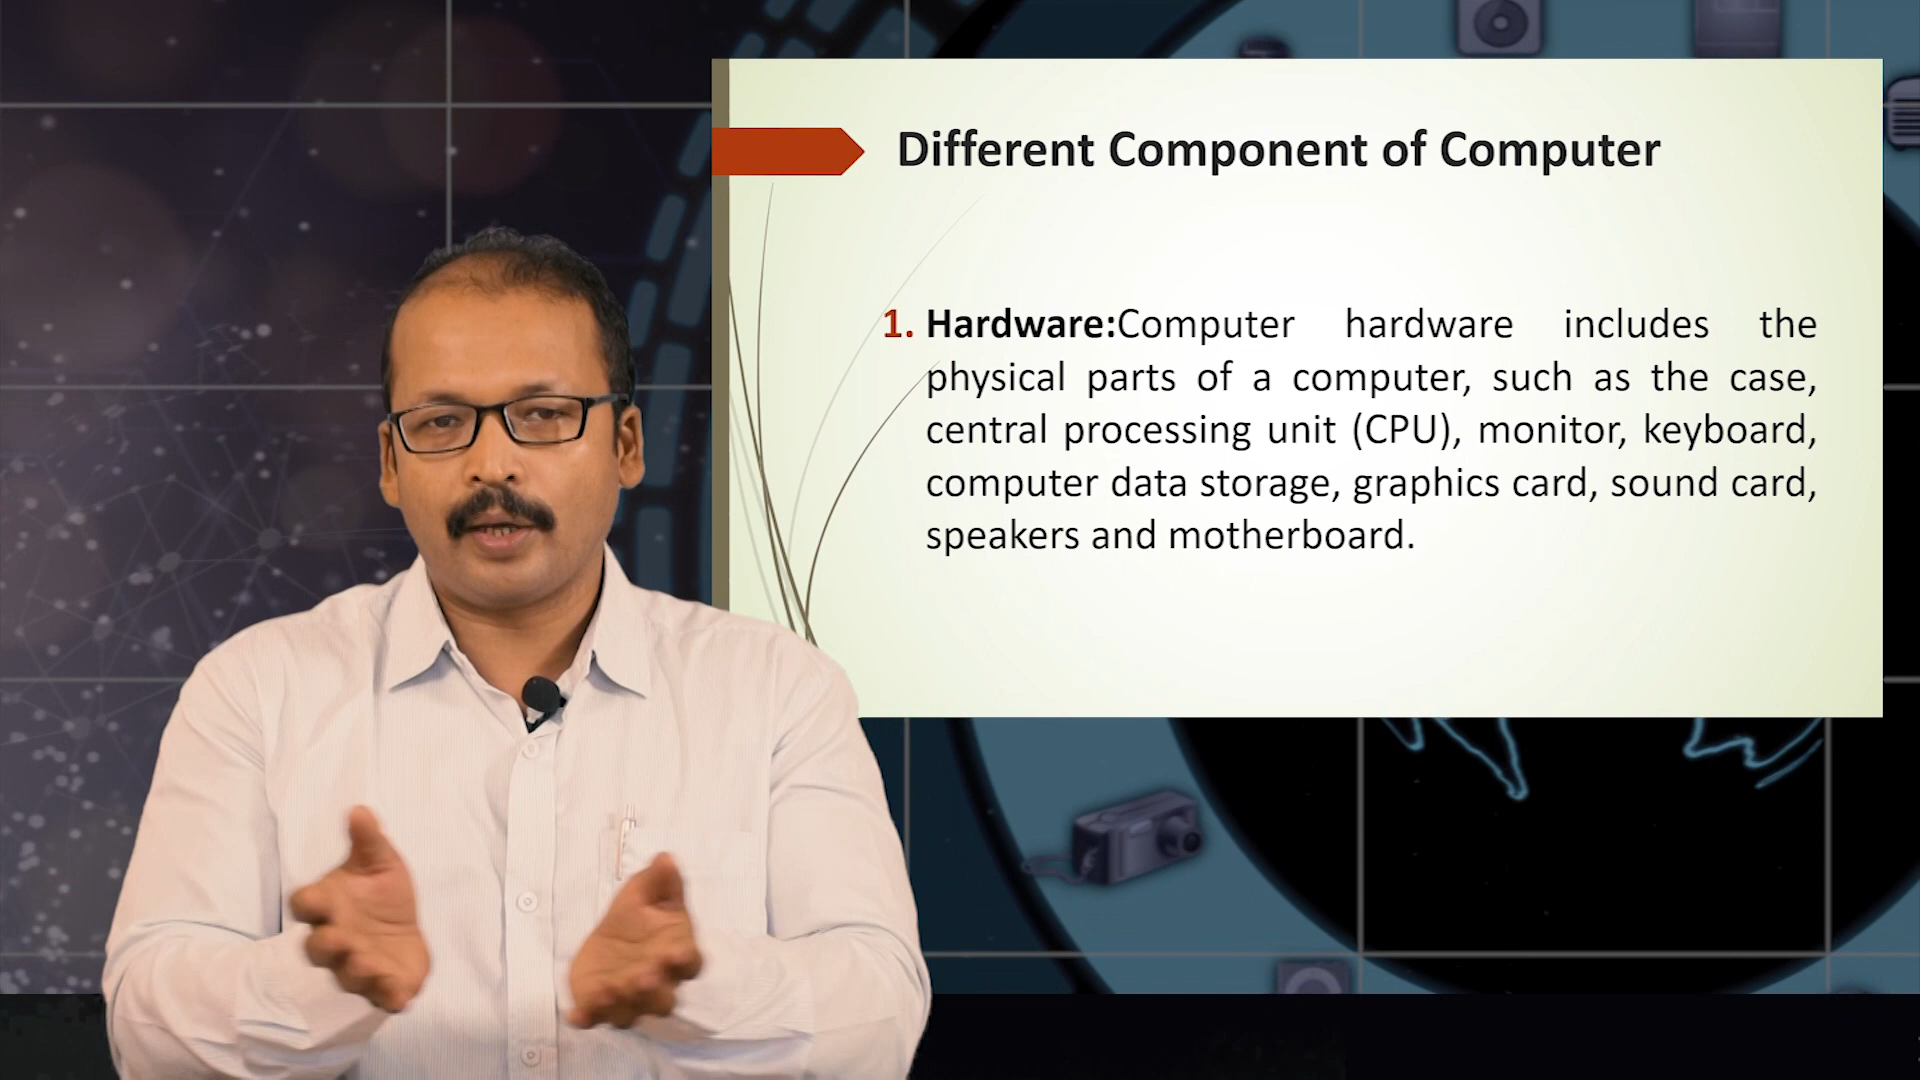 Different Component of Computer
1. Hardware:Computer hardware includes the
physical parts of a computer, such as the case,
central processing unit (CPU), monitor, keyboard,
computer data storage, graphics card, sound card,
speakers and motherboard.